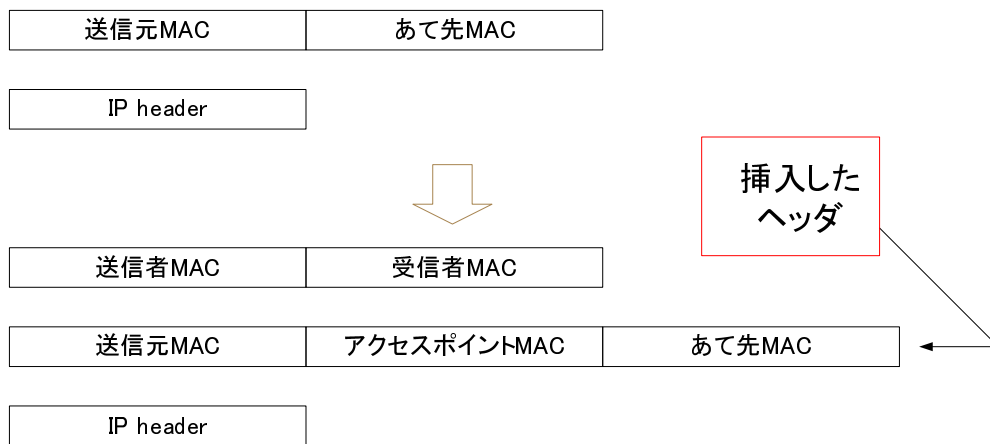 送信元MAC あて先MAC
IP header
挿入した
ヘッダ
送信者MAC 受信者MAC
送信元MAC アクセスポイントMAC あて先MAC
IP header